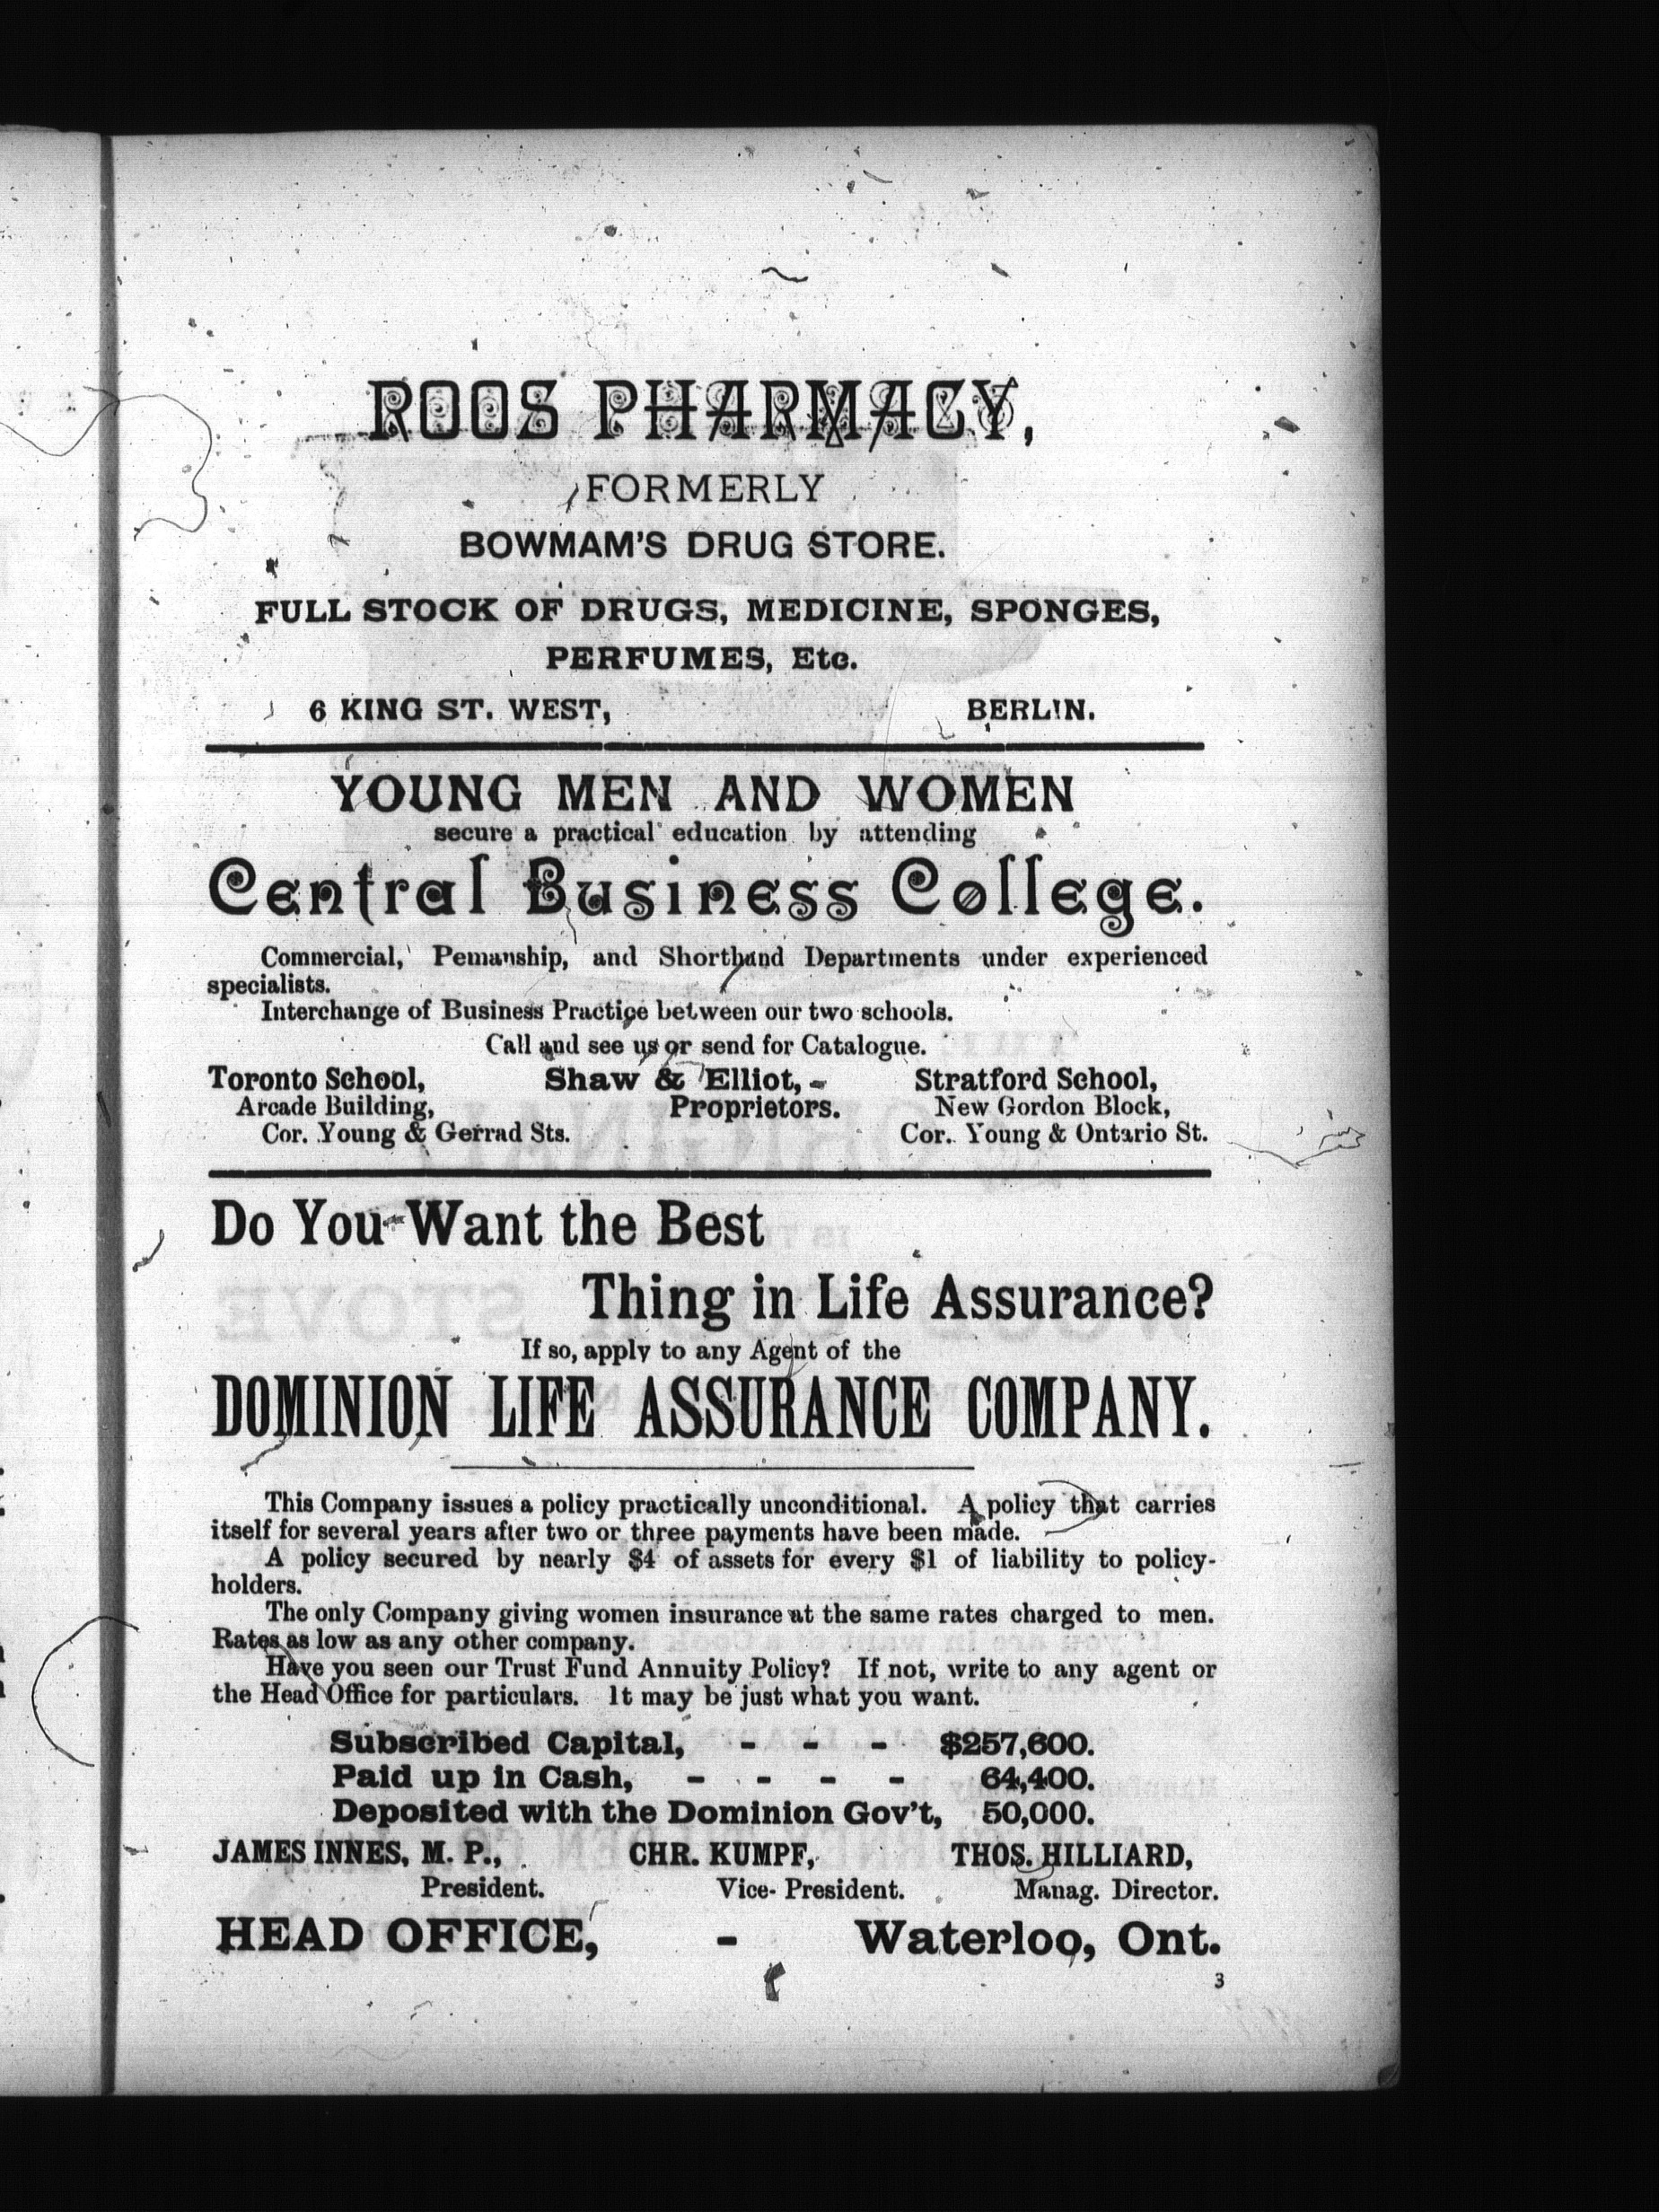 ROOS PHARMACY,
FORMERLY
BOWMAM'S DRUG STORE.
FULL STOCK OF DRUGS, MEDICINE, SPONGES,
PERFUMES, Etc.
6 KING ST. WEST, BERLIN.
YOUNG MEN AND WOMEN
secure a practical education by attending
Central Business College.
Commercial, Pemanship, and Shorthand Departments under experienced
specialists.
Interchange of Business Practice between our two schools.
Call and see us or send for Catalogue.
Toronto School, Shaw & Elliot, - Stratford School,
Arcade Building, Proprietors. New Gordon Block,
Cor. Young & Gerrad Sts. Cor. Young & Ontario St.
Do You Want the Best
Thing in Life Assurance?
If so, apply to any Agent of the
DOMINION LIFE ASSURANCE COMPANY.
This Company issues a policy practically unconditional. A policy that carries
itself for several years after two or three payments have been made.
A policy secured by nearly $4 of assets for every $1 of liability to policy-
holders.
The only Company giving women insurance at the same rates charged to men.
Rates as low as any other company.
Have you seen our Trust Fund Annuity Policy? If not, write to any agent or
the Head Office for particulars. It may be just what you want.
Subscribed Capital, - - - $257,600.
Paid up in Cash, - - - - 64,400.
Deposited with the Dominion Gov't, 50,000.
JAMES INNES, M. P., CHR. KUMPF, THOS. HILLIARD,
President. Vice-President. Manag. Director.
HEAD OFFICE, - Waterloo, Ont.
3